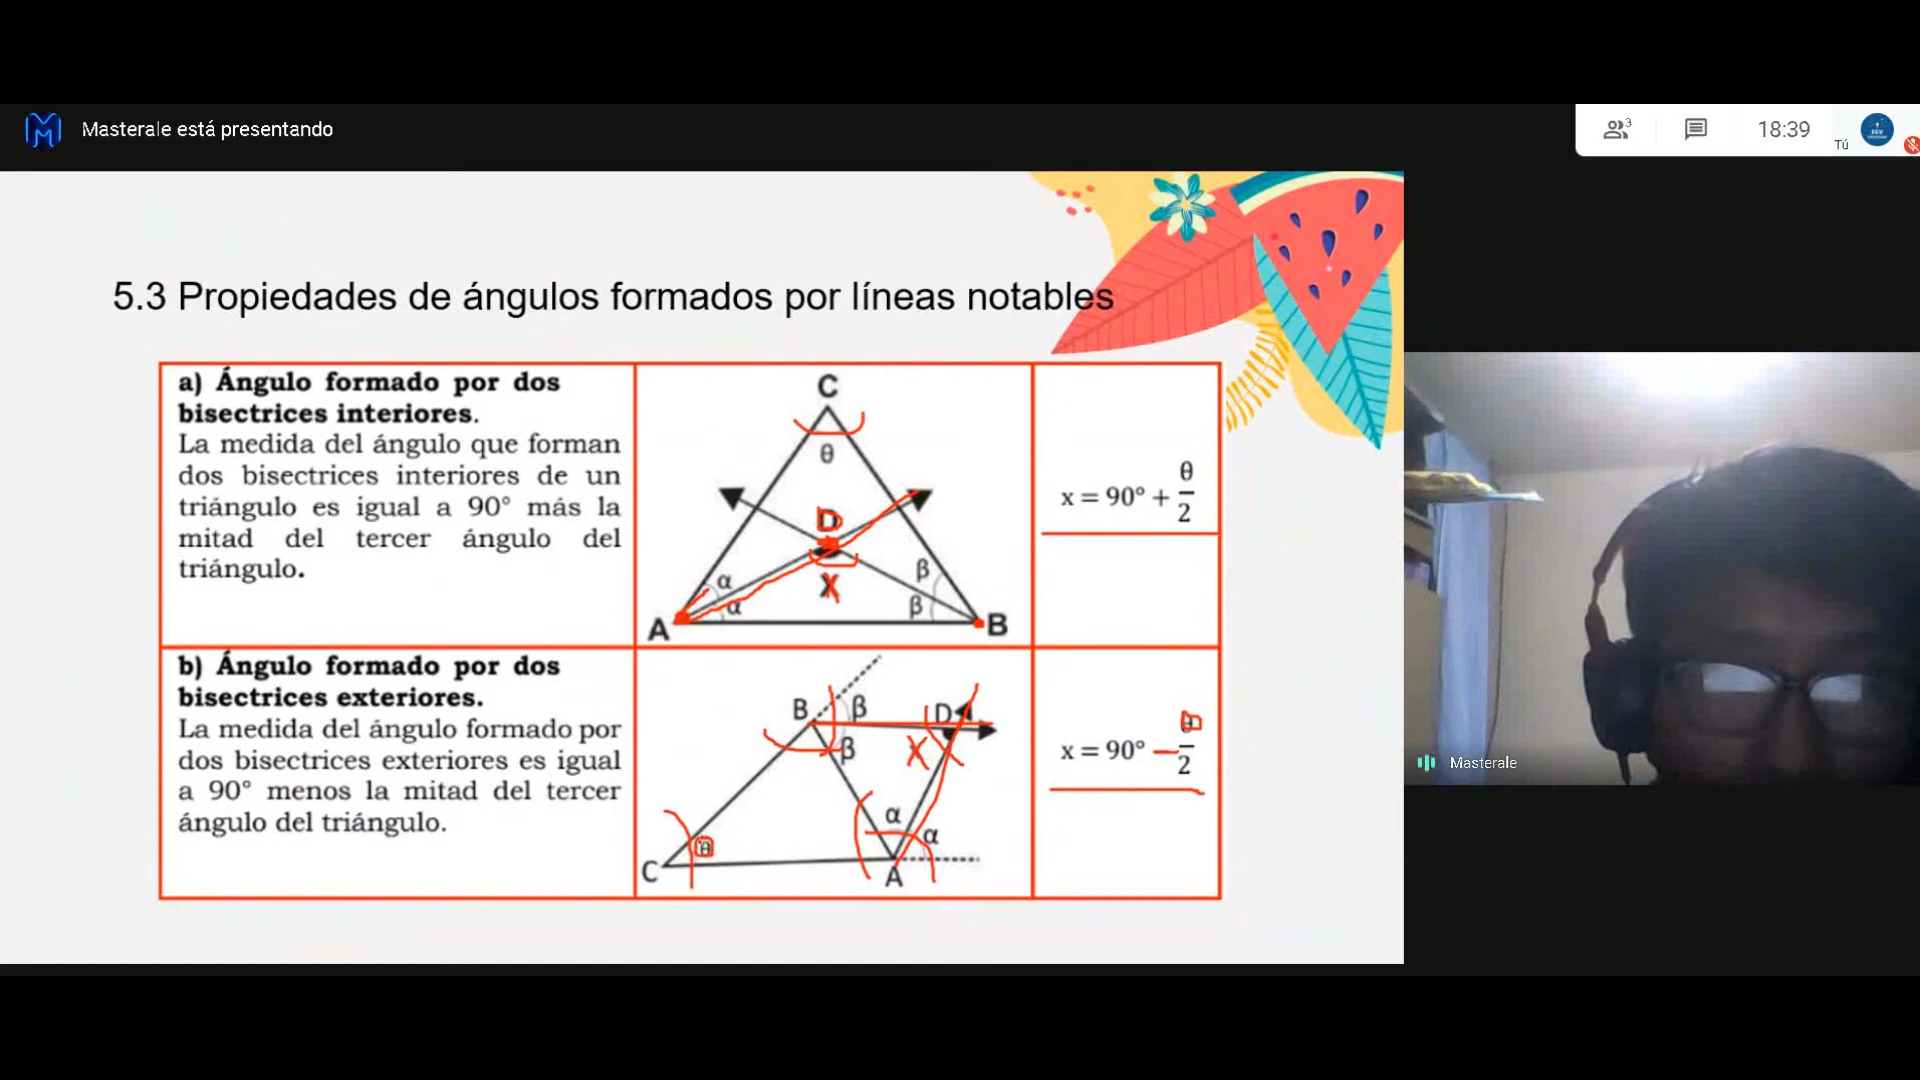 Masterale está presentando
3
18:39
Tú
5.3 Propiedades de ángulos formados por líneas notables
a) Ángulo formado por dos
bisectrices interiores.
La medida del ángulo que forman
dos bisectrices interiores de un
triángulo es igual a 90° más la
mitad del tercer ángulo del
triángulo.
C
θ
D
α
α
X
β
β
A
B
x = 90° + θ/2
b) Ángulo formado por dos
bisectrices exteriores.
La medida del ángulo formado por
dos bisectrices exteriores es igual
a 90° menos la mitad del tercer
ángulo del triángulo.
B
β
β
D
X
α
α
θ
C
A
x = 90° − θ/2
Masterale